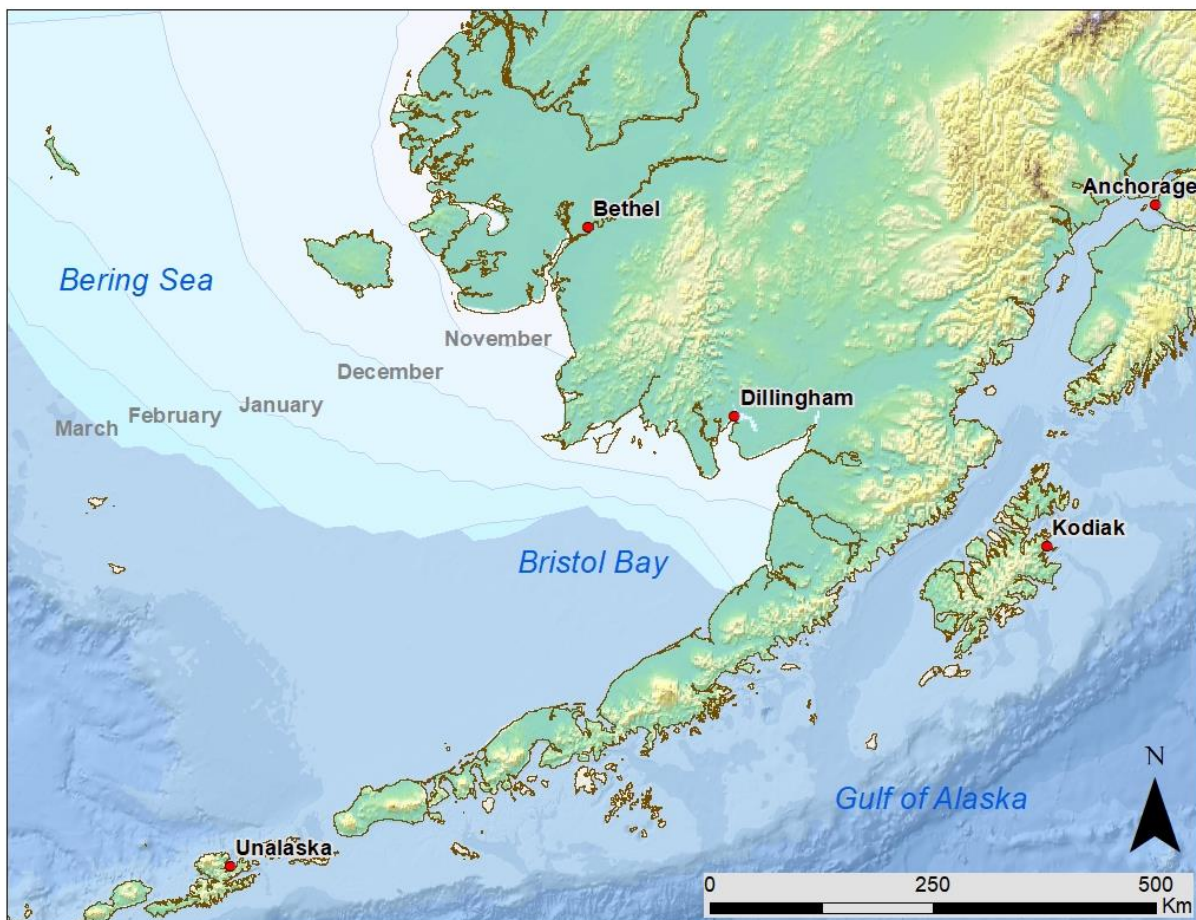 Anchorage
Bethel
Bering Sea
November
December
Dillingham
January
February
March
Kodiak
Bristol Bay
N
Gulf of Alaska
Unalaska
0 250 500
Km